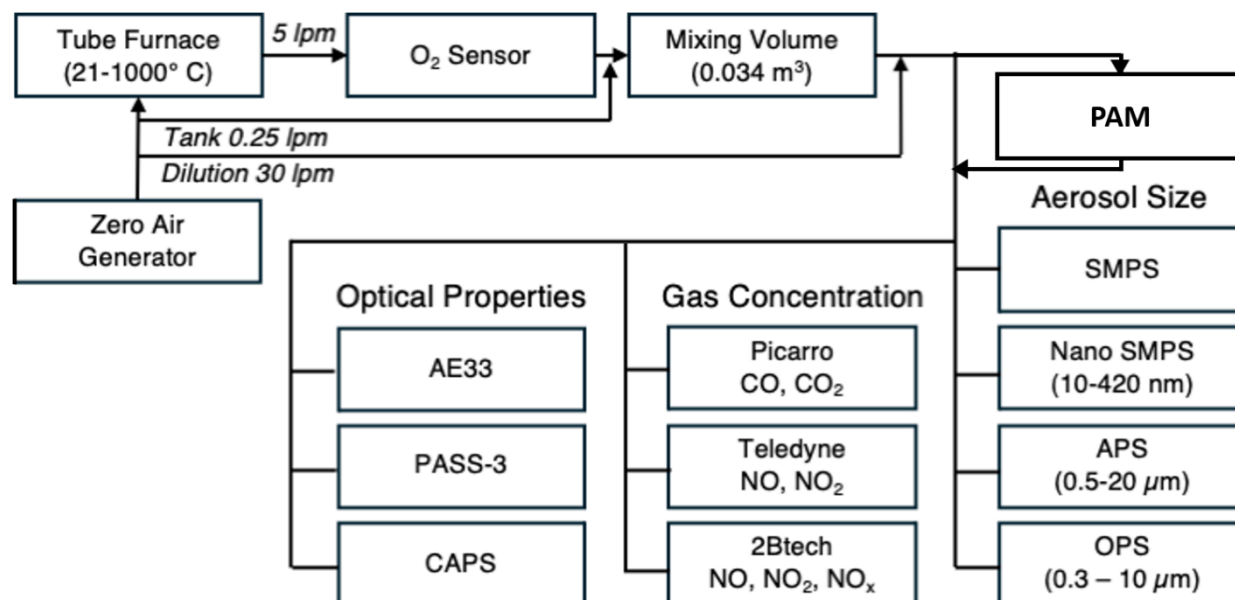 Tube Furnace
(21-1000° C)
5 lpm
O₂ Sensor
Mixing Volume
(0.034 m³)
PAM
Tank 0.25 lpm
Dilution 30 lpm
Zero Air
Generator
Aerosol Size
SMPS
Nano SMPS
(10-420 nm)
APS
(0.5-20 µm)
OPS
(0.3 – 10 µm)
Optical Properties
AE33
PASS-3
CAPS
Gas Concentration
Picarro
CO, CO₂
Teledyne
NO, NO₂
2Btech
NO, NO₂, NOₓ